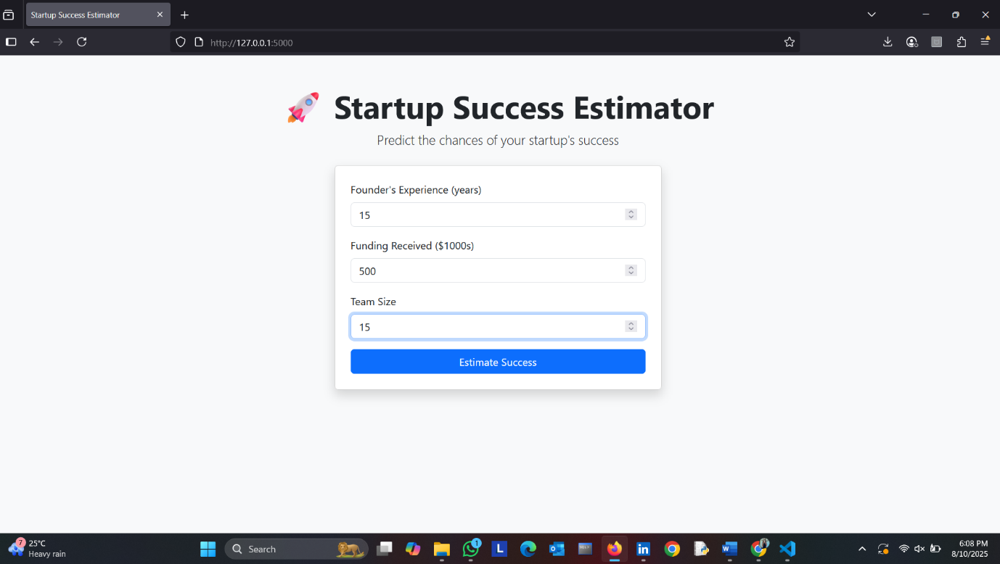 Startup Success Estimator
http://127.0.0.1:5000
🚀 Startup Success Estimator
Predict the chances of your startup's success
Founder's Experience (years)
15
Funding Received ($1000s)
500
Team Size
15
Estimate Success
7
25°C
Heavy rain
Search
1
L
W
6:08 PM
8/10/2025